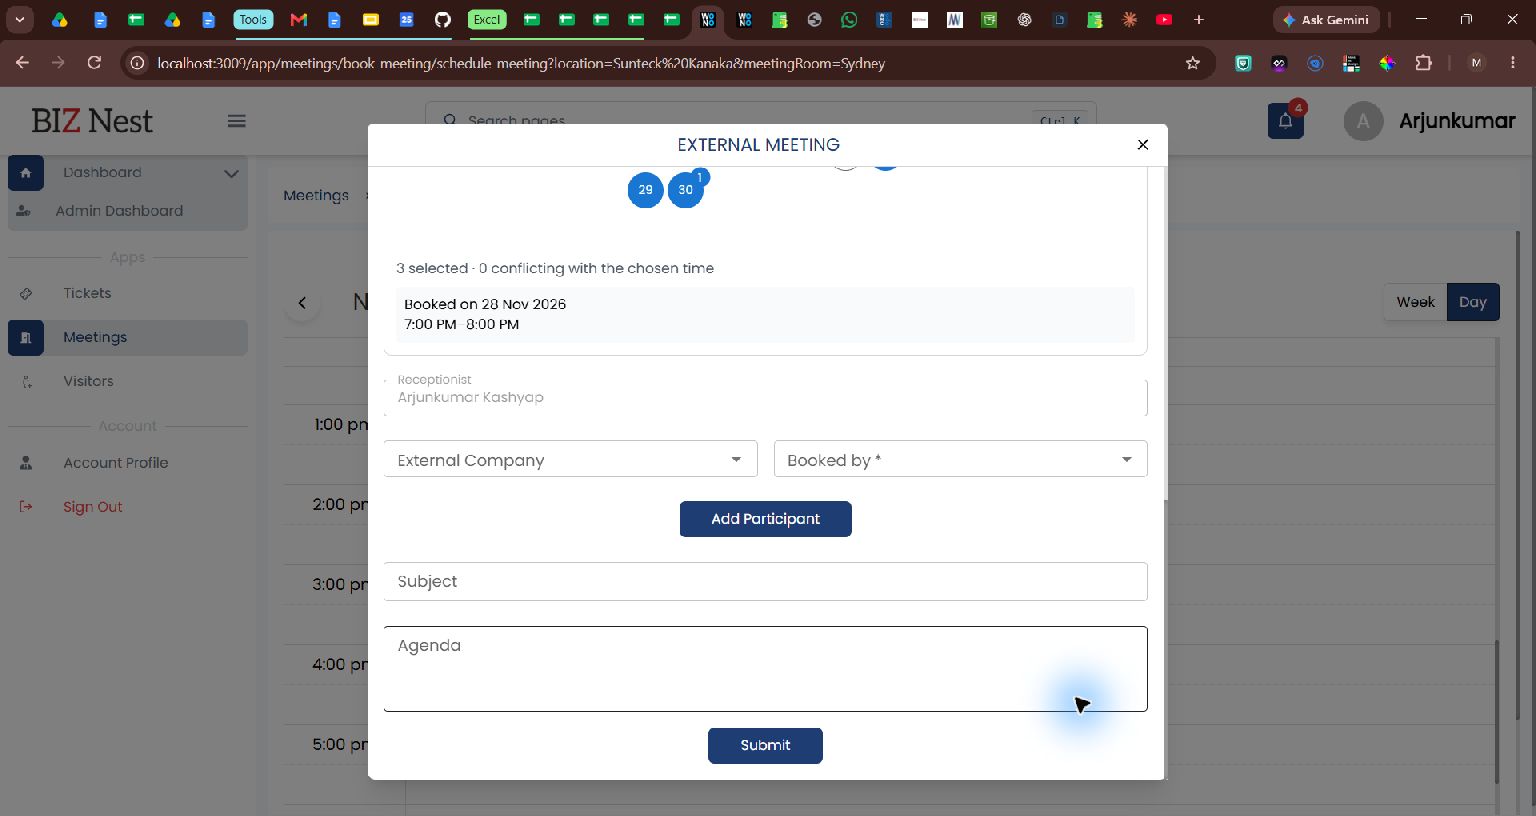 Tools
Excel
Ask Gemini
localhost:3009/app/meetings/book-meeting/schedule-meeting?location=Sunteck%20Kanaka&meetingRoom=Sydney
M
BIZ Nest
Search pages
Ctrl K
4
A
Arjunkumar
EXTERNAL MEETING
Dashboard
Admin Dashboard
Meetings
Apps
Tickets
Meetings
Visitors
Account
Account Profile
Sign Out
29
30
1
3 selected · 0 conflicting with the chosen time
Booked on 28 Nov 2026
7:00 PM–8:00 PM
Week
Day
Receptionist
Arjunkumar Kashyap
External Company
Booked by *
Add Participant
Subject
Agenda
Submit
1:00 pm
2:00 pm
3:00 pm
4:00 pm
5:00 pm